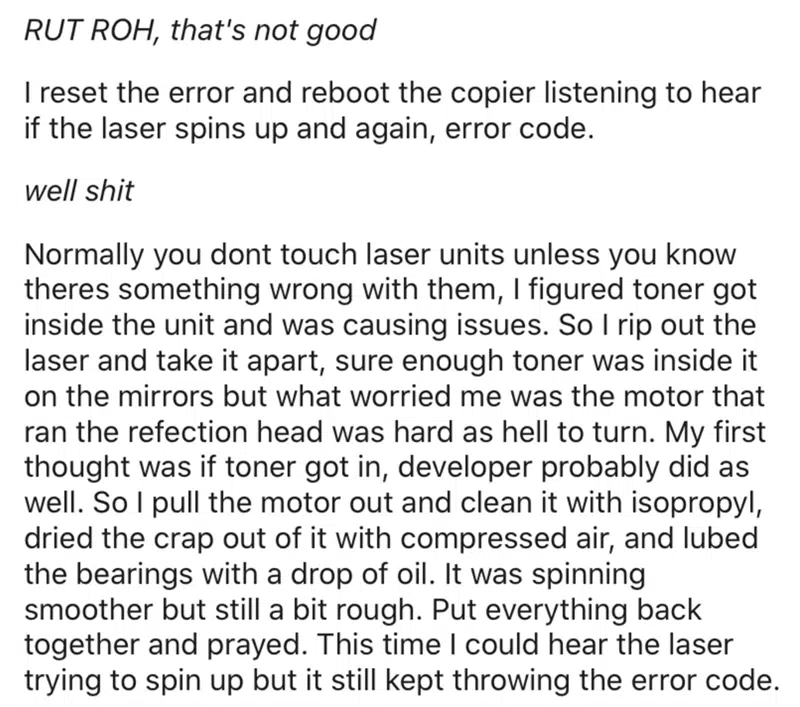 RUT ROH, that's not good
I reset the error and reboot the copier listening to hear
if the laser spins up and again, error code.
well shit
Normally you dont touch laser units unless you know
theres something wrong with them, I figured toner got
inside the unit and was causing issues. So I rip out the
laser and take it apart, sure enough toner was inside it
on the mirrors but what worried me was the motor that
ran the refection head was hard as hell to turn. My first
thought was if toner got in, developer probably did as
well. So I pull the motor out and clean it with isopropyl,
dried the crap out of it with compressed air, and lubed
the bearings with a drop of oil. It was spinning
smoother but still a bit rough. Put everything back
together and prayed. This time I could hear the laser
trying to spin up but it still kept throwing the error code.